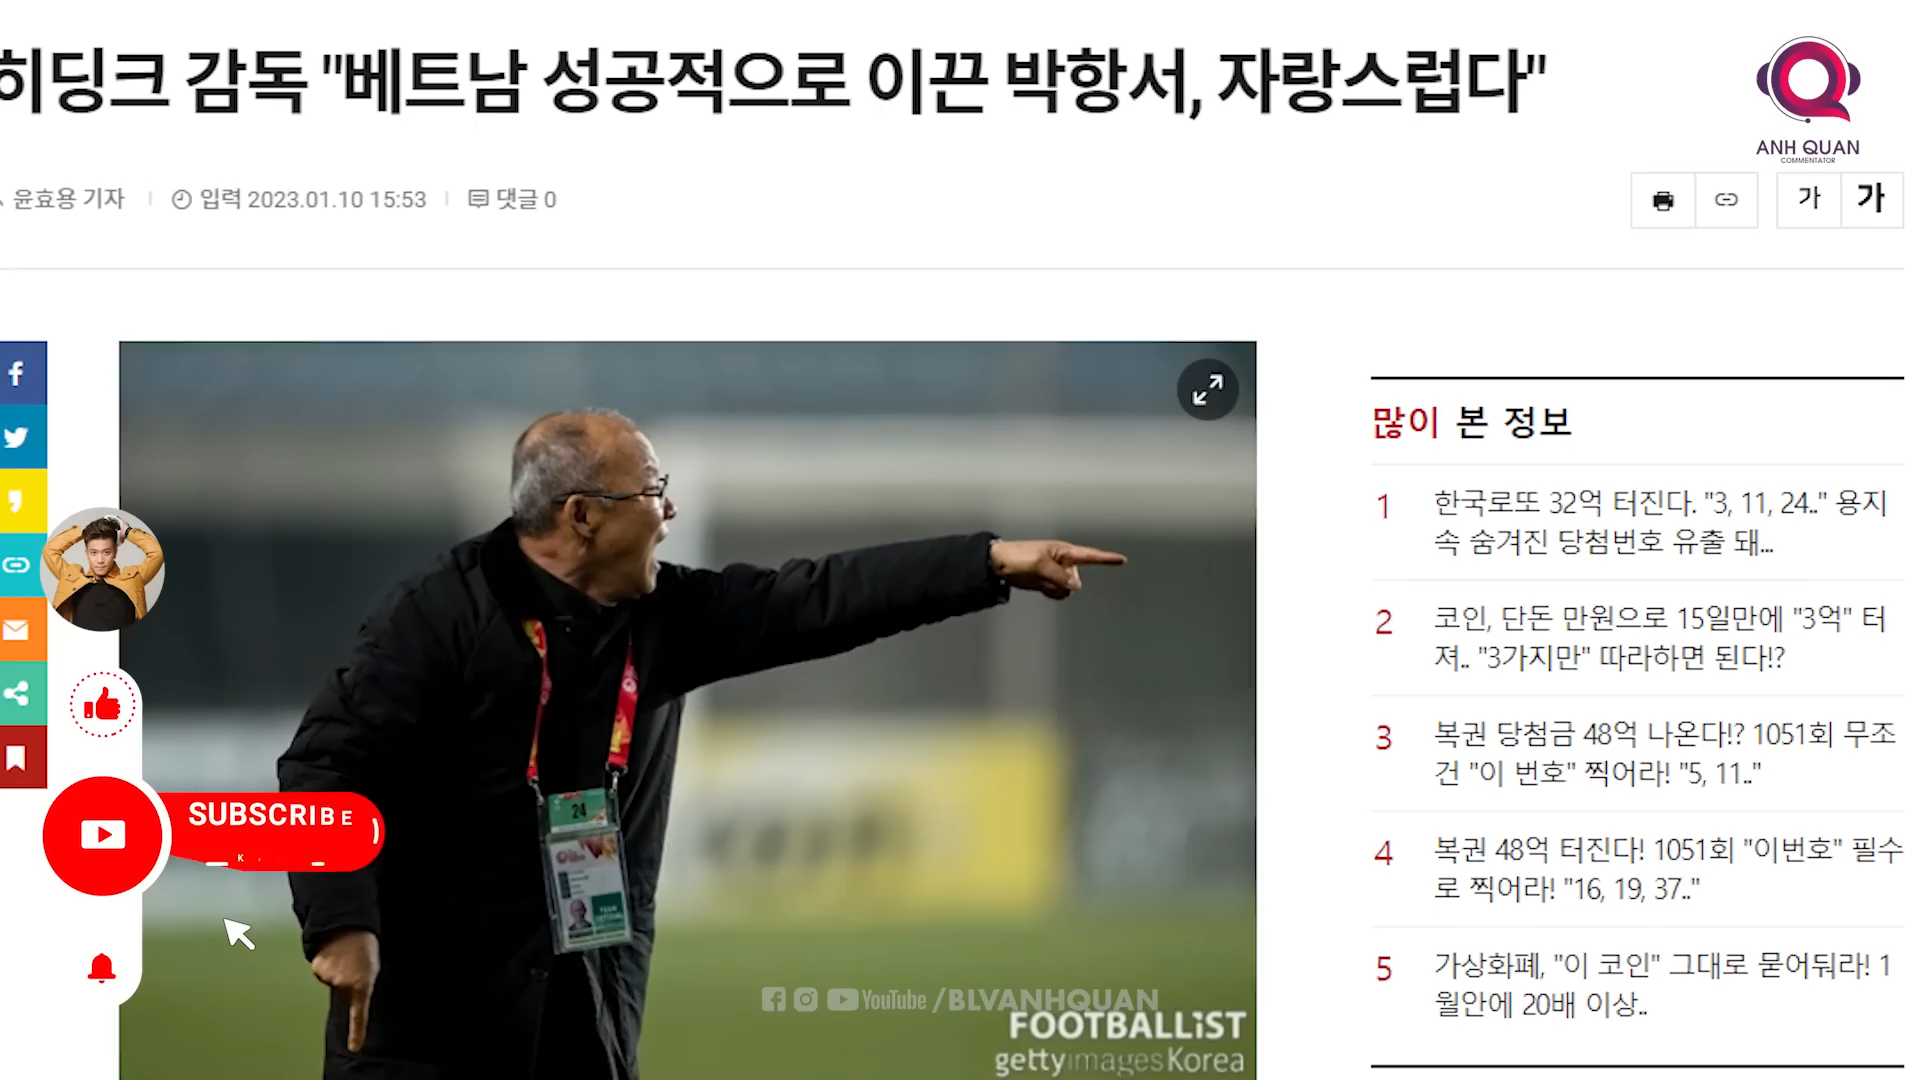 히딩크 감독 "베트남 성공적으로 이끈 박항서, 자랑스럽다"
ANH QUAN
COMMENTATOR
윤효용 기자
입력 2023.01.10 15:53
댓글 0
가 가
많이 본 정보
1 한국로또 32억 터진다. "3, 11, 24.." 용지
속 숨겨진 당첨번호 유출 돼...
2 코인, 단돈 만원으로 15일만에 "3억" 터
져.. "3가지만" 따라하면 된다!?
3 복권 당첨금 48억 나온다!? 1051회 무조
건 "이 번호" 찍어라! "5, 11.."
4 복권 48억 터진다! 1051회 "이번호" 필수
로 찍어라! "16, 19, 37.."
5 가상화폐, "이 코인" 그대로 묻어둬라! 1
월안에 20배 이상..
24
SUBSCRIBE
YouTube /BLVANHQUAN
FOOTBALLiST
gettyimagesKorea